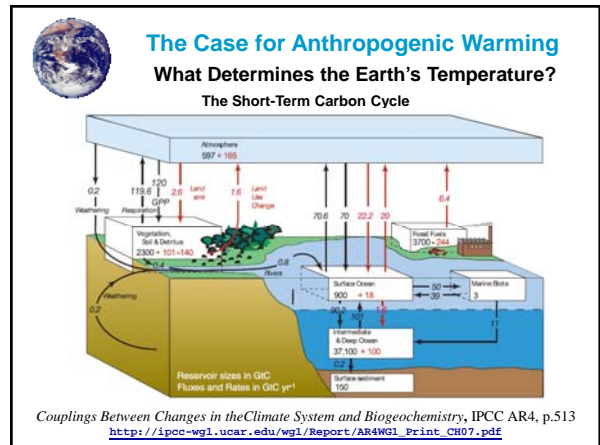 The Case for Anthropogenic Warming
What Determines the Earth's Temperature?
The Short-Term Carbon Cycle
Atmosphere
597 + 165
0.2
119.6
120
GPP
2.6
Land
sink
1.6
Land
Use
Change
70.6
70
22.2
20
6.4
Weathering
Respiration
Vegetation,
Soil & Detritus
2300 + 101 -140
Fossil Fuels
3700 - 244
0.4
0.8
Rivers
Surface Ocean
900 + 18
50
39
Marine Biota
3
Weathering
0.2
90.2
101
1.6
11
Intermediate
& Deep Ocean
37,100 + 100
0.2
Surface sediment
150
Reservoir sizes in GtC
Fluxes and Rates in GtC yr-1
Couplings Between Changes in theClimate System and Biogeochemistry, IPCC AR4, p.513
http://ipcc-wg1.ucar.edu/wg1/Report/AR4WG1_Print_CH07.pdf